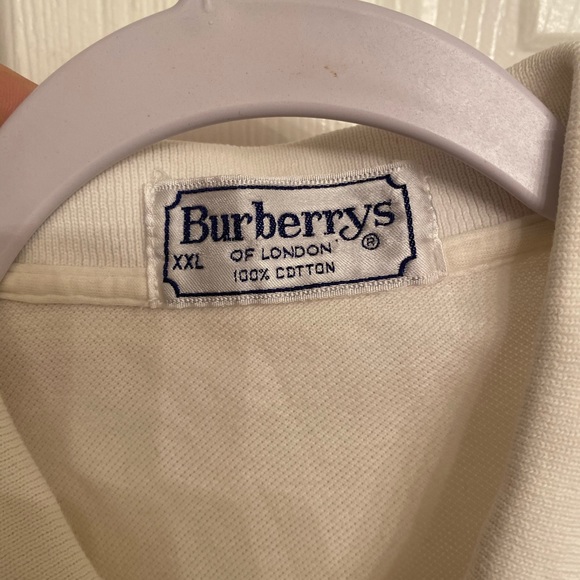 Burberrys
XXL OF LONDON ®
100% COTTON